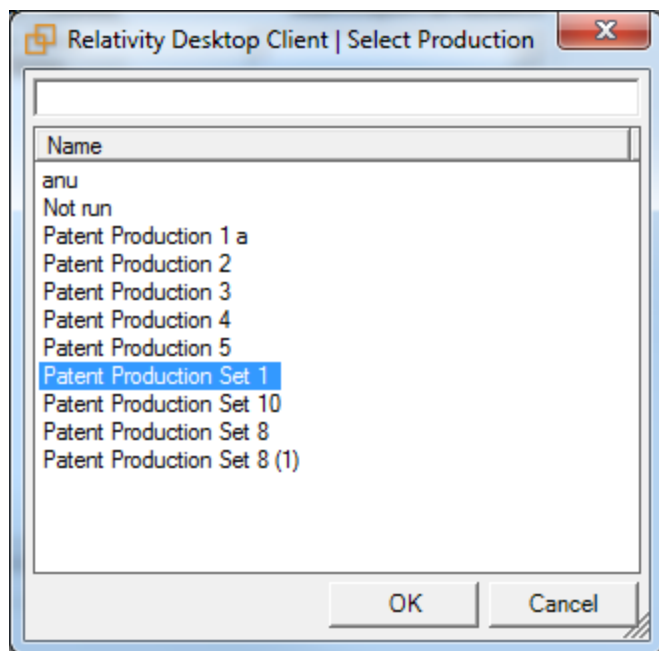 Relativity Desktop Client | Select Production
Name
anu
Not run
Patent Production 1 a
Patent Production 2
Patent Production 3
Patent Production 4
Patent Production 5
Patent Production Set 1
Patent Production Set 10
Patent Production Set 8
Patent Production Set 8 (1)
OK Cancel